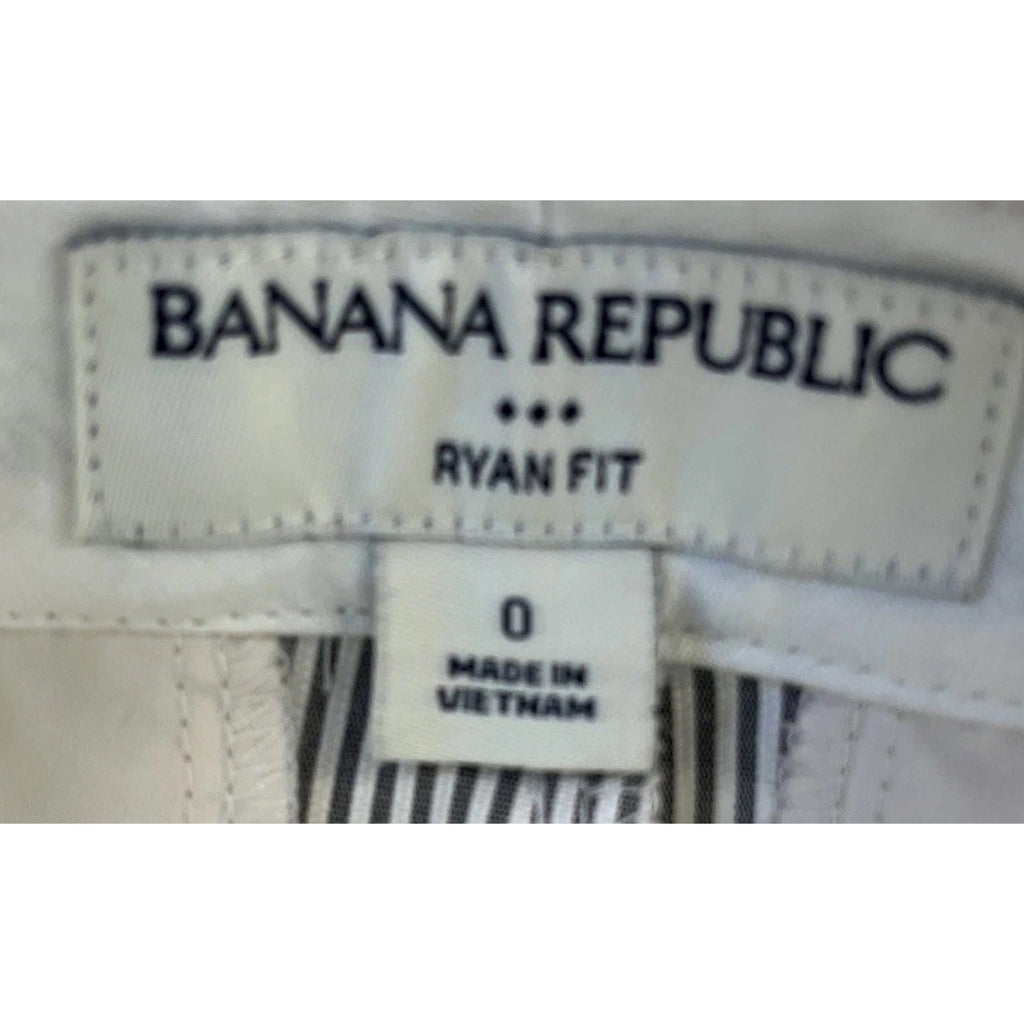 BANANA REPUBLIC
RYAN FIT
0
MADE IN
VIETNAM